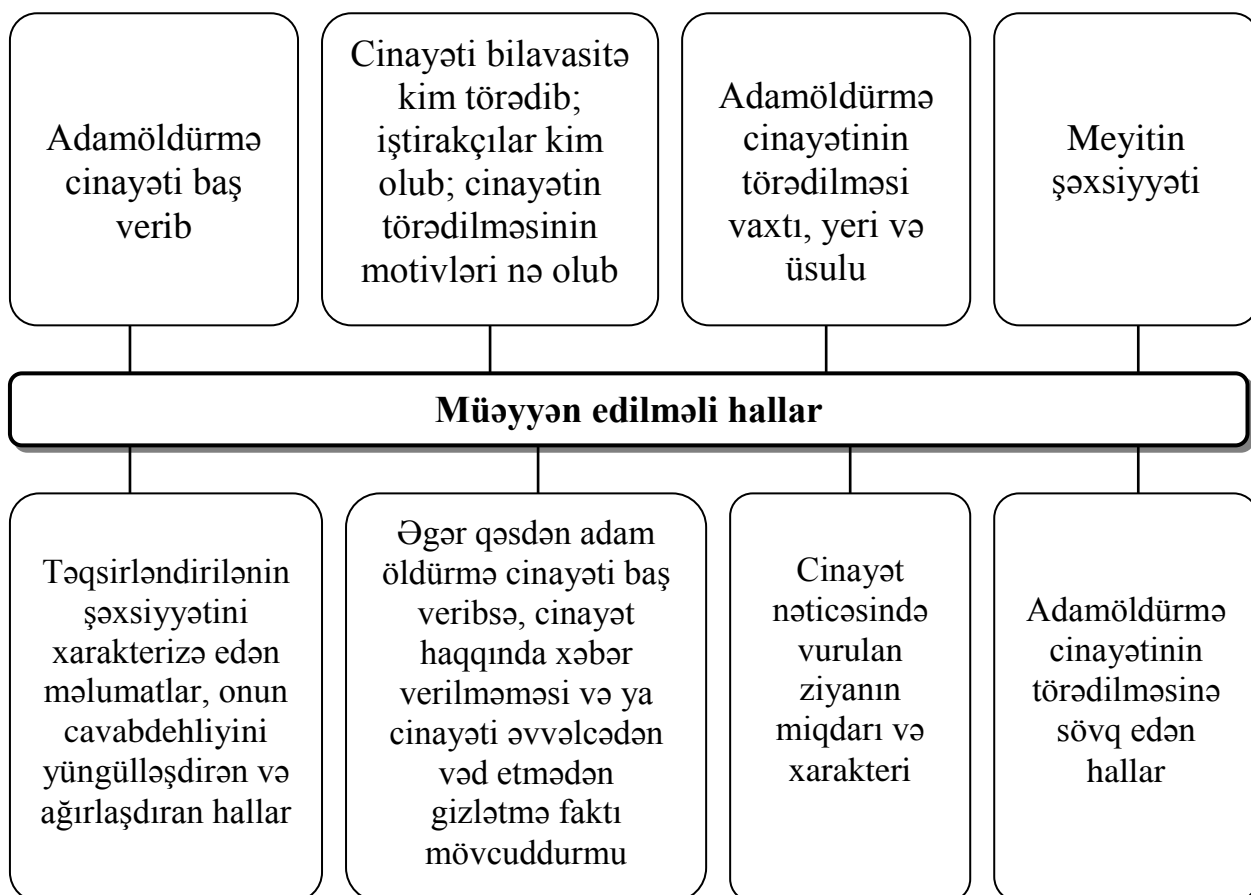 Adamöldürmə
cinayəti baş
verib
Cinayəti bilavasitə
kim törədib;
iştirakçılar kim
olub; cinayətin
törədilməsinin
motivləri nə olub
Adamöldürmə
cinayətinin
törədilməsi
vaxtı, yeri və
üsulu
Meyitin
şəxsiyyəti
Müəyyən edilməli hallar
Təqsirləndirilənin
şəxsiyyətini
xarakterizə edən
məlumatlar, onun
cavabdehliyini
yüngülləşdirən və
ağırlaşdıran hallar
Əgər qəsdən adam
öldürmə cinayəti baş
veribsə, cinayət
haqqında xəbər
verilməməsi və ya
cinayəti əvvəlcədən
vəd etmədən
gizlətmə faktı
mövcuddurmu
Cinayət
nəticəsində
vurulan
ziyanın
miqdarı və
xarakteri
Adamöldürmə
cinayətinin
törədilməsinə
sövq edən
hallar